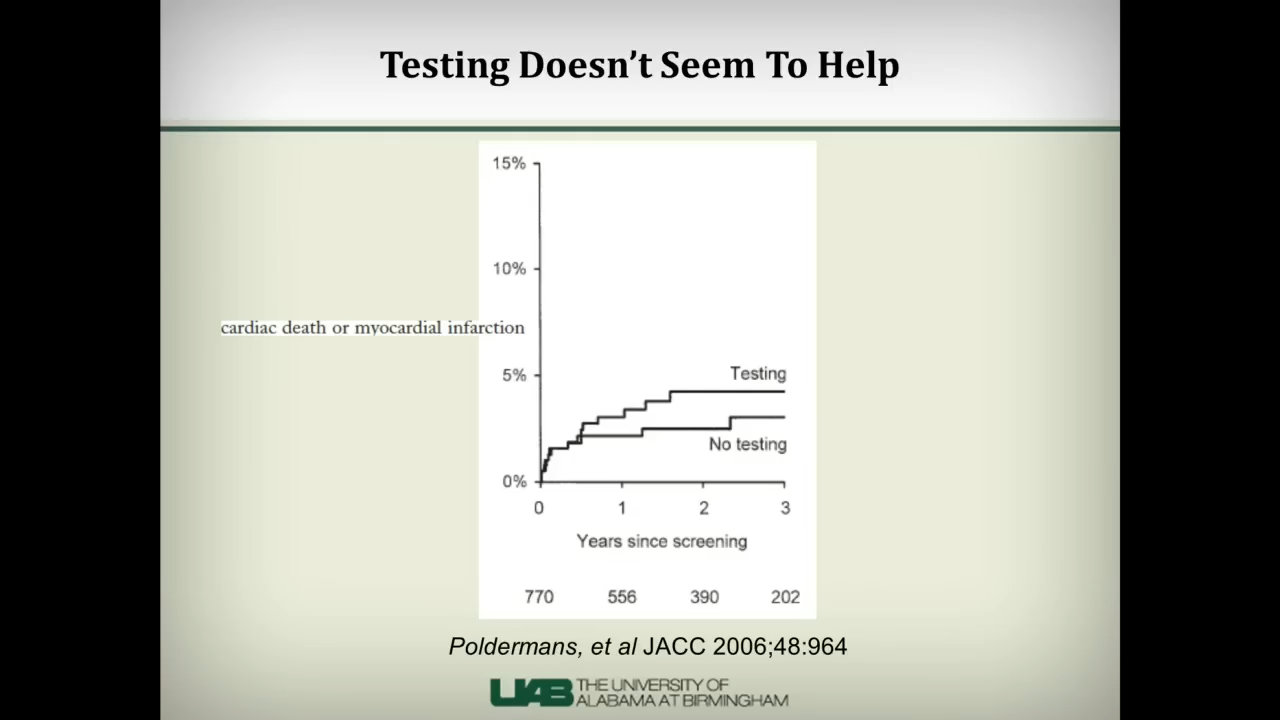 Testing Doesn't Seem To Help
15%
10%
cardiac death or myocardial infarction
5%
Testing
No testing
0%
0 1 2 3
Years since screening
770 556 390 202
Poldermans, et al JACC 2006;48:964
UAB THE UNIVERSITY OF
ALABAMA AT BIRMINGHAM